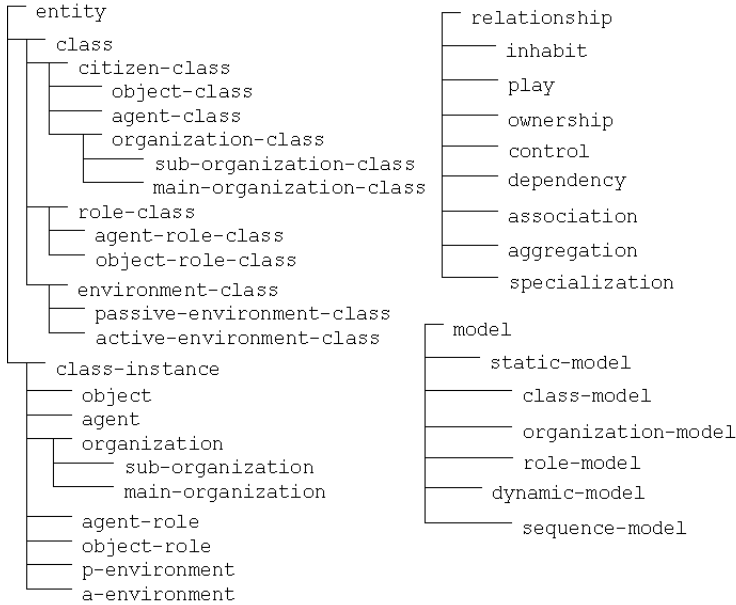 entity
class
citizen-class
object-class
agent-class
organization-class
sub-organization-class
main-organization-class
role-class
agent-role-class
object-role-class
environment-class
passive-environment-class
active-environment-class
class-instance
object
agent
organization
sub-organization
main-organization
agent-role
object-role
p-environment
a-environment
relationship
inhabit
play
ownership
control
dependency
association
aggregation
specialization
model
static-model
class-model
organization-model
role-model
dynamic-model
sequence-model